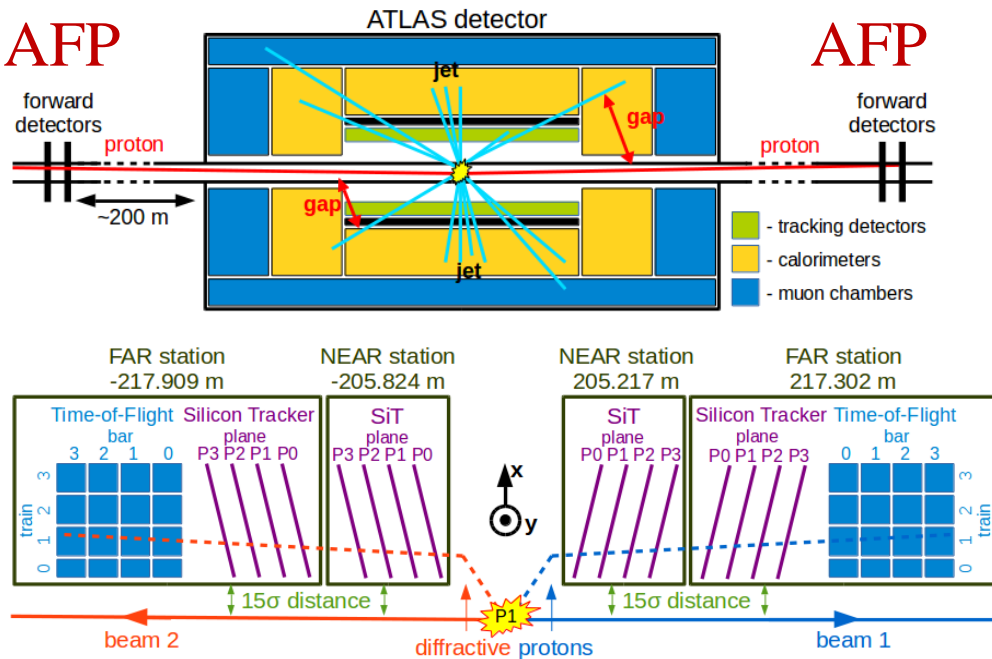 ATLAS detector
AFP
AFP
forward
detectors
forward
detectors
jet
gap
proton
proton
gap
~200 m
jet
- tracking detectors
- calorimeters
- muon chambers
FAR station
-217.909 m
NEAR station
-205.824 m
NEAR station
205.217 m
FAR station
217.302 m
Time-of-Flight
bar
3 2 1 0
Silicon Tracker
plane
P3 P2 P1 P0
SiT
plane
P3 P2 P1 P0
SiT
plane
P0 P1 P2 P3
Silicon Tracker
plane
P0 P1 P2 P3
Time-of-Flight
bar
0 1 2 3
train
3
2
1
0
x
y
3
2
1
0
train
15σ distance
15σ distance
P1
beam 2
diffractive protons
beam 1